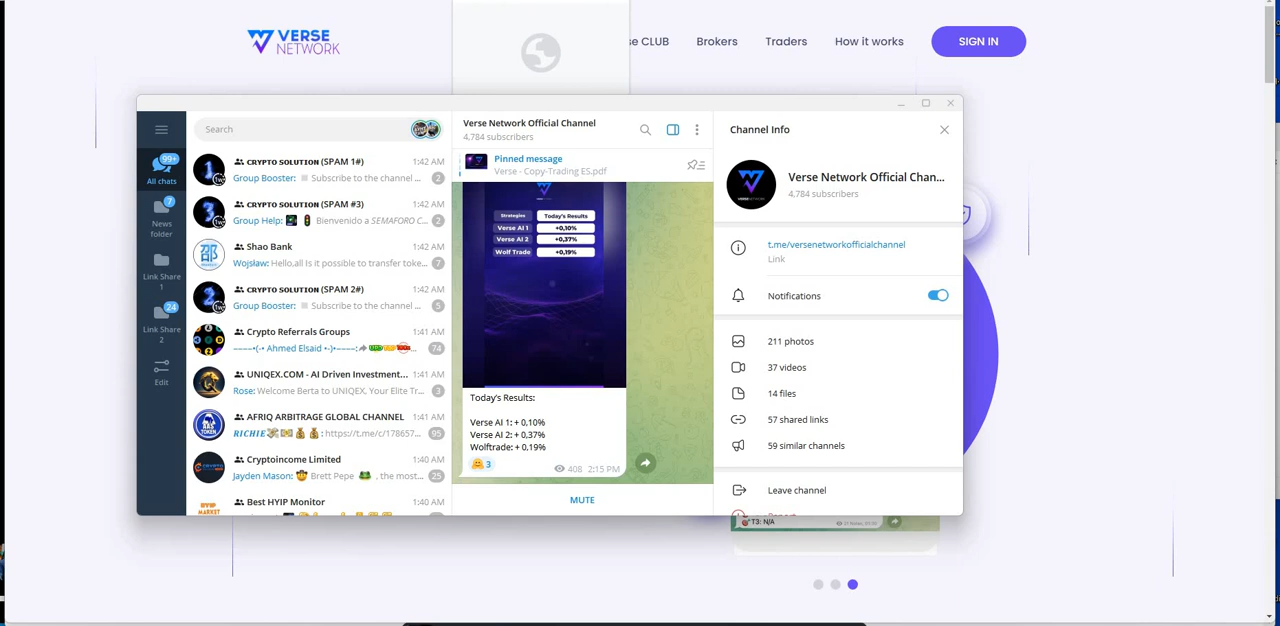 VERSE
NETWORK
se CLUB
Brokers
Traders
How it works
SIGN IN
Search
99+
All chats
7
News
folder
Link Share
1
24
Link Share
2
Edit
CRYPTO SOLUTION (SPAM 1#)
1:42 AM
Group Booster: Subscribe to the channel ...
2
CRYPTO SOLUTION (SPAM #3)
1:42 AM
Group Help: Bienvenido a SEMAFORO C...
2
Shao Bank
1:42 AM
Wojsław: Hello,all Is it possible to transfer toke...
7
CRYPTO SOLUTION (SPAM 2#)
1:42 AM
Group Booster: Subscribe to the channel ...
5
Crypto Referrals Groups
1:41 AM
74
UNIQEX.COM - AI Driven Investment...
1:41 AM
Rose: Welcome Berta to UNIQEX. Your Elite Tr...
3
AFRIQ ARBITRAGE GLOBAL CHANNEL
1:41 AM
RICHIE : https://t.me/c/178657...
95
Cryptoincome Limited
1:40 AM
Jayden Mason: Brett Pepe , the most...
25
Best HYIP Monitor
1:40 AM
Verse Network Official Channel
4,784 subscribers
Pinned message
Verse - Copy-Trading ES.pdf
Strategies
Today's Results
Verse AI 1
+0,10%
Verse AI 2
+0,37%
Wolf Trade
+0,19%
Today's Results:
Verse AI 1: + 0,10%
Verse AI 2: + 0,37%
Wolftrade: + 0,19%
3
408 2:15 PM
MUTE
Channel Info
Verse Network Official Chan...
4,784 subscribers
t.me/versenetworkofficialchannel
Link
Notifications
211 photos
37 videos
14 files
57 shared links
59 similar channels
Leave channel
T3: N/A